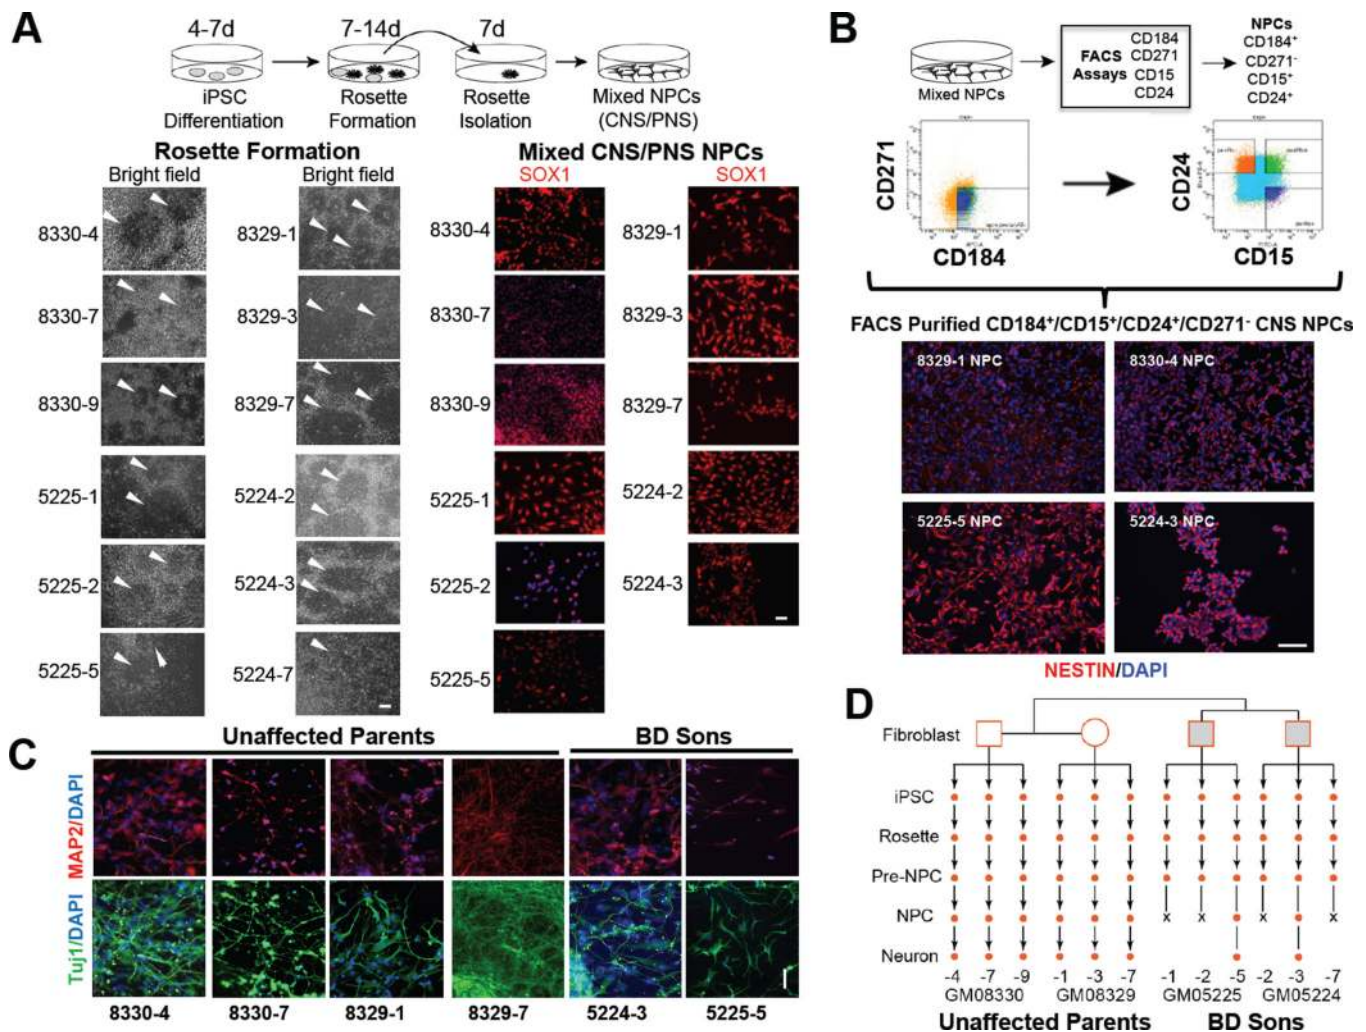 A
4-7d
7-14d
7d
iPSC
Differentiation
Rosette
Formation
Rosette
Isolation
Mixed NPCs
(CNS/PNS)
Rosette Formation
Mixed CNS/PNS NPCs
Bright field
Bright field
SOX1
SOX1
8330-4
8329-1
8330-4
8329-1
8330-7
8329-3
8330-7
8329-3
8330-9
8329-7
8330-9
8329-7
5225-1
5224-2
5225-1
5224-2
5225-2
5224-3
5225-2
5224-3
5225-5
5224-7
5225-5
B
Mixed NPCs
FACS
Assays
CD184
CD271
CD15
CD24
NPCs
CD184⁺
CD271⁻
CD15⁺
CD24⁺
CD271
CD184
CD24
CD15
FACS Purified CD184⁺/CD15⁺/CD24⁺/CD271⁻ CNS NPCs
8329-1 NPC
8330-4 NPC
5225-5 NPC
5224-3 NPC
NESTIN/DAPI
C
Unaffected Parents
BD Sons
MAP2/DAPI
Tuj1/DAPI
8330-4
8330-7
8329-1
8329-7
5224-3
5225-5
D
Fibroblast
iPSC
Rosette
Pre-NPC
NPC
x
x
x
x
Neuron
-4 -7 -9 -1 -3 -7 -1 -2 -5 -2 -3 -7
GM08330 GM08329 GM05225 GM05224
Unaffected Parents BD Sons